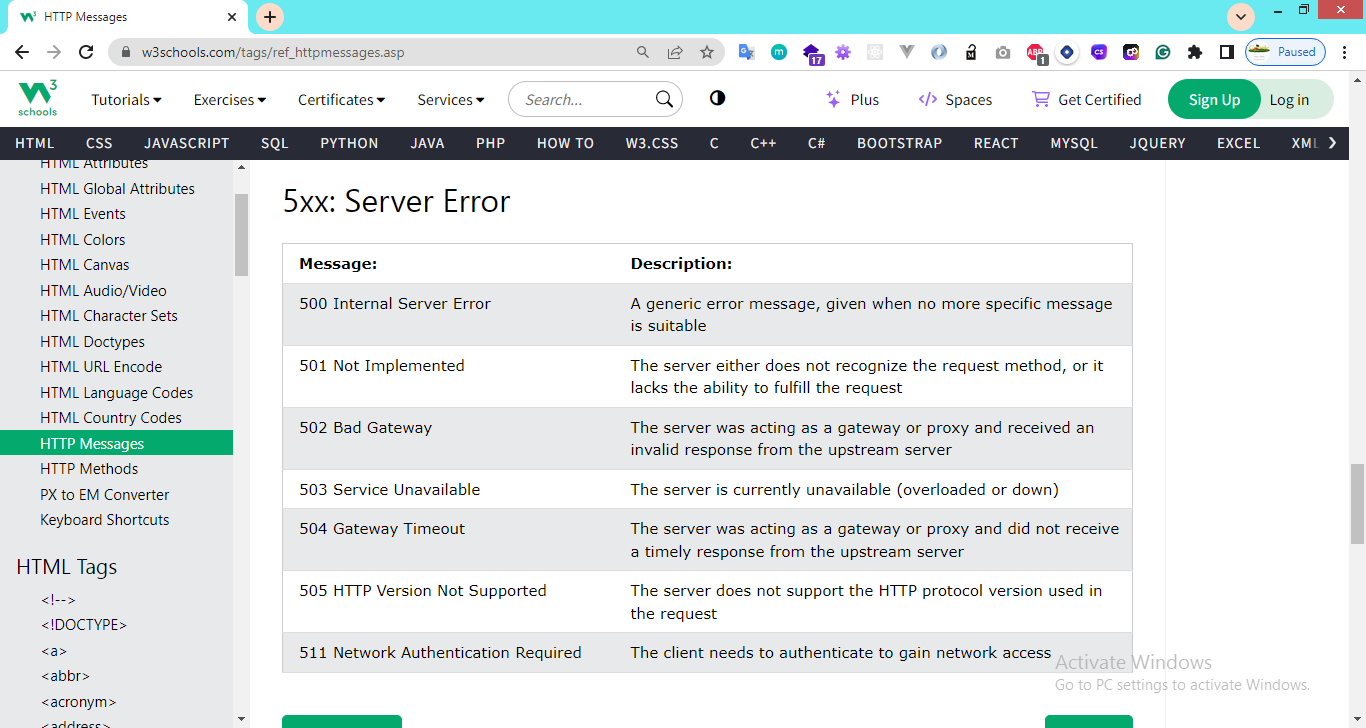 HTTP Messages
w3schools.com/tags/ref_httpmessages.asp
17
ABP
1
CS
Paused
W3 schools
Tutorials
Exercises
Certificates
Services
Search...
Plus
Spaces
Get Certified
Sign Up
Log in
HTML CSS JAVASCRIPT SQL PYTHON JAVA PHP HOW TO W3.CSS C C++ C# BOOTSTRAP REACT MYSQL JQUERY EXCEL XML
HTML Attributes
HTML Global Attributes
HTML Events
HTML Colors
HTML Canvas
HTML Audio/Video
HTML Character Sets
HTML Doctypes
HTML URL Encode
HTML Language Codes
HTML Country Codes
HTTP Messages
HTTP Methods
PX to EM Converter
Keyboard Shortcuts
HTML Tags
<!-->
<!DOCTYPE>
<a>
<abbr>
<acronym>
<address>
5xx: Server Error
Message: Description:
500 Internal Server Error A generic error message, given when no more specific message
is suitable
501 Not Implemented The server either does not recognize the request method, or it
lacks the ability to fulfill the request
502 Bad Gateway The server was acting as a gateway or proxy and received an
invalid response from the upstream server
503 Service Unavailable The server is currently unavailable (overloaded or down)
504 Gateway Timeout The server was acting as a gateway or proxy and did not receive
a timely response from the upstream server
505 HTTP Version Not Supported The server does not support the HTTP protocol version used in
the request
511 Network Authentication Required The client needs to authenticate to gain network access
Activate Windows
Go to PC settings to activate Windows.